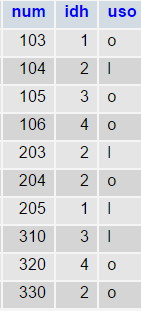 num idh uso
103 1 o
104 2 l
105 3 o
106 4 o
203 2 l
204 2 o
205 1 l
310 3 l
320 4 o
330 2 o